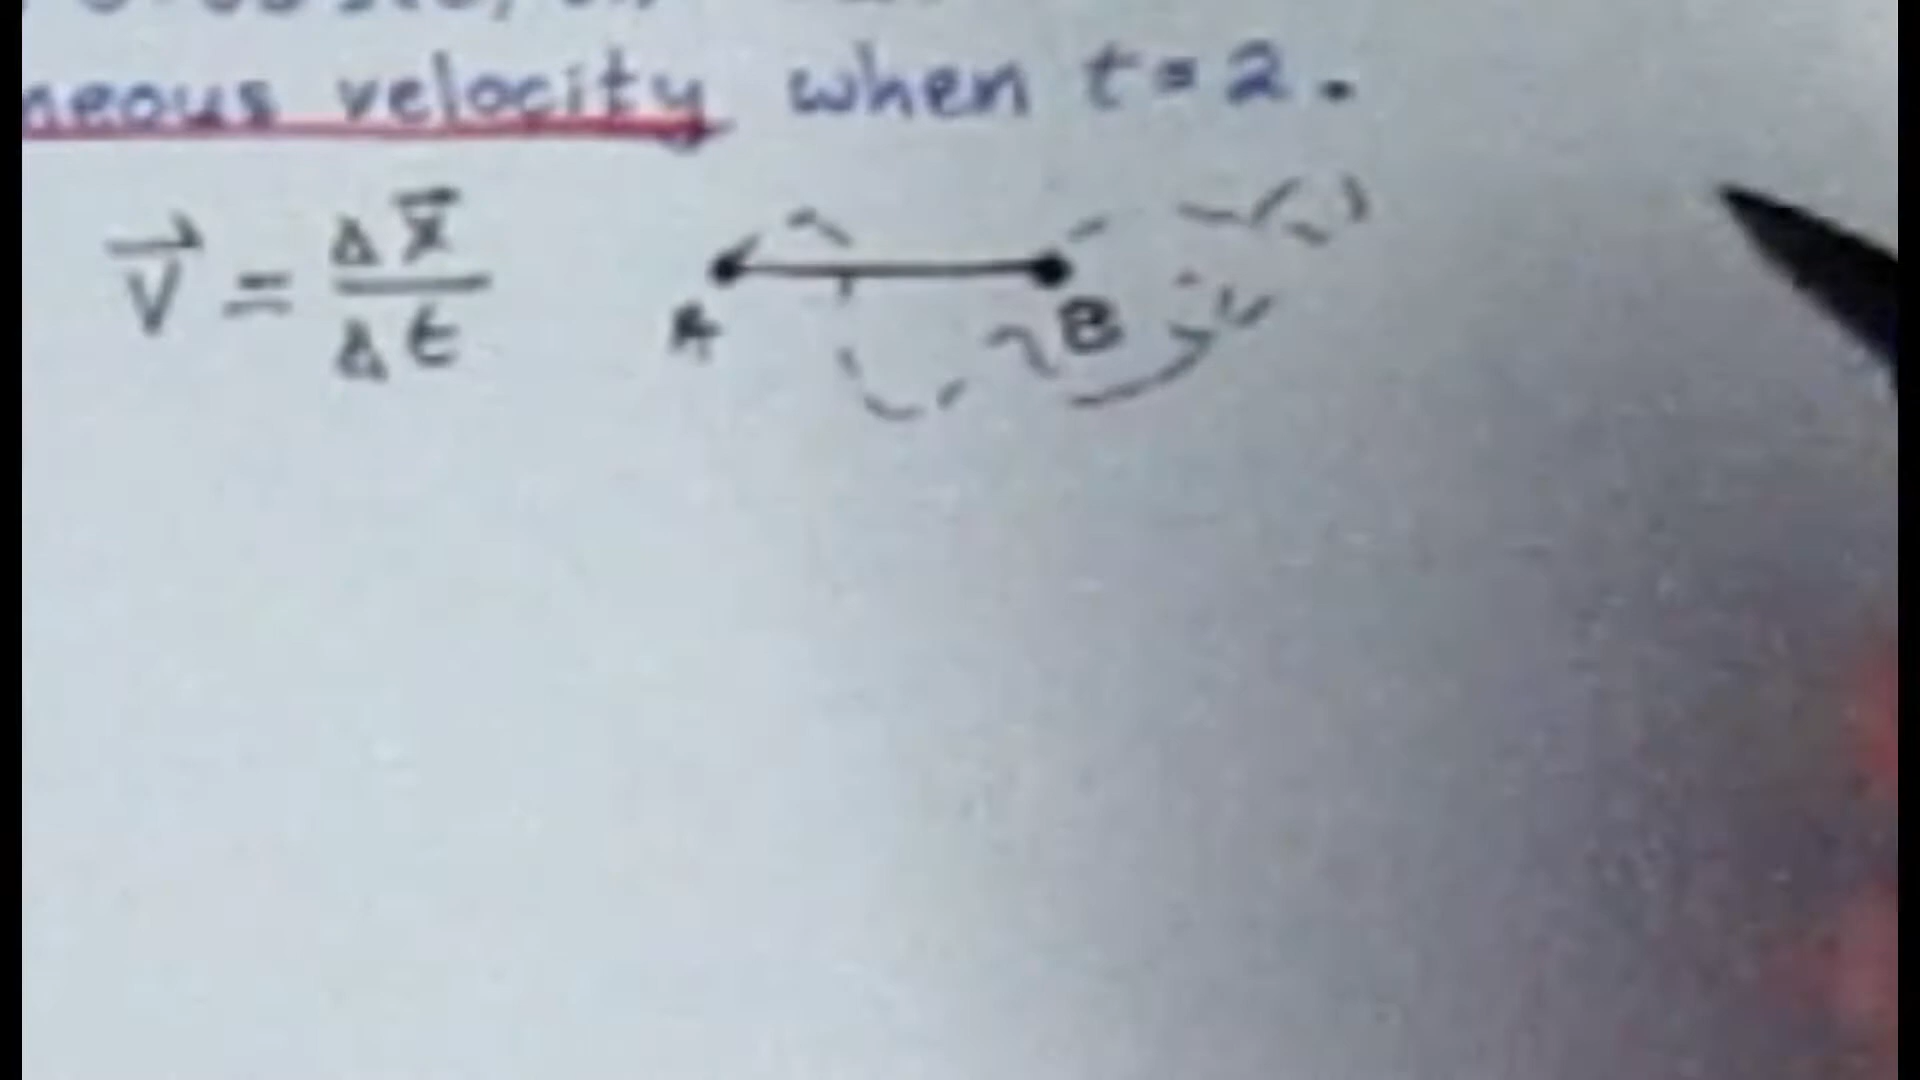 neous velocity when t=2.
V⃗ = Δx⃗/Δt
A B